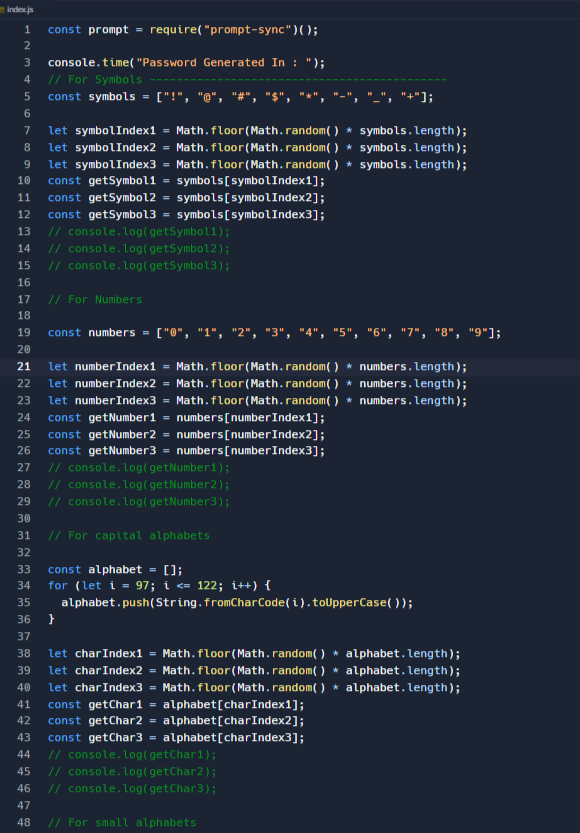 index.js
1 const prompt = require("prompt-sync")();
2
3 console.time("Password Generated In : ");
4 // For Symbols --------------------------------------------
5 const symbols = ["!", "@", "#", "$", "*", "-", "_", "+"];
6
7 let symbolIndex1 = Math.floor(Math.random() * symbols.length);
8 let symbolIndex2 = Math.floor(Math.random() * symbols.length);
9 let symbolIndex3 = Math.floor(Math.random() * symbols.length);
10 const getSymbol1 = symbols[symbolIndex1];
11 const getSymbol2 = symbols[symbolIndex2];
12 const getSymbol3 = symbols[symbolIndex3];
13 // console.log(getSymbol1);
14 // console.log(getSymbol2);
15 // console.log(getSymbol3);
16
17 // For Numbers
18
19 const numbers = ["0", "1", "2", "3", "4", "5", "6", "7", "8", "9"];
20
21 let numberIndex1 = Math.floor(Math.random() * numbers.length);
22 let numberIndex2 = Math.floor(Math.random() * numbers.length);
23 let numberIndex3 = Math.floor(Math.random() * numbers.length);
24 const getNumber1 = numbers[numberIndex1];
25 const getNumber2 = numbers[numberIndex2];
26 const getNumber3 = numbers[numberIndex3];
27 // console.log(getNumber1);
28 // console.log(getNumber2);
29 // console.log(getNumber3);
30
31 // For capital alphabets
32
33 const alphabet = [];
34 for (let i = 97; i <= 122; i++) {
35   alphabet.push(String.fromCharCode(i).toUpperCase());
36 }
37
38 let charIndex1 = Math.floor(Math.random() * alphabet.length);
39 let charIndex2 = Math.floor(Math.random() * alphabet.length);
40 let charIndex3 = Math.floor(Math.random() * alphabet.length);
41 const getChar1 = alphabet[charIndex1];
42 const getChar2 = alphabet[charIndex2];
43 const getChar3 = alphabet[charIndex3];
44 // console.log(getChar1);
45 // console.log(getChar2);
46 // console.log(getChar3);
47
48 // For small alphabets